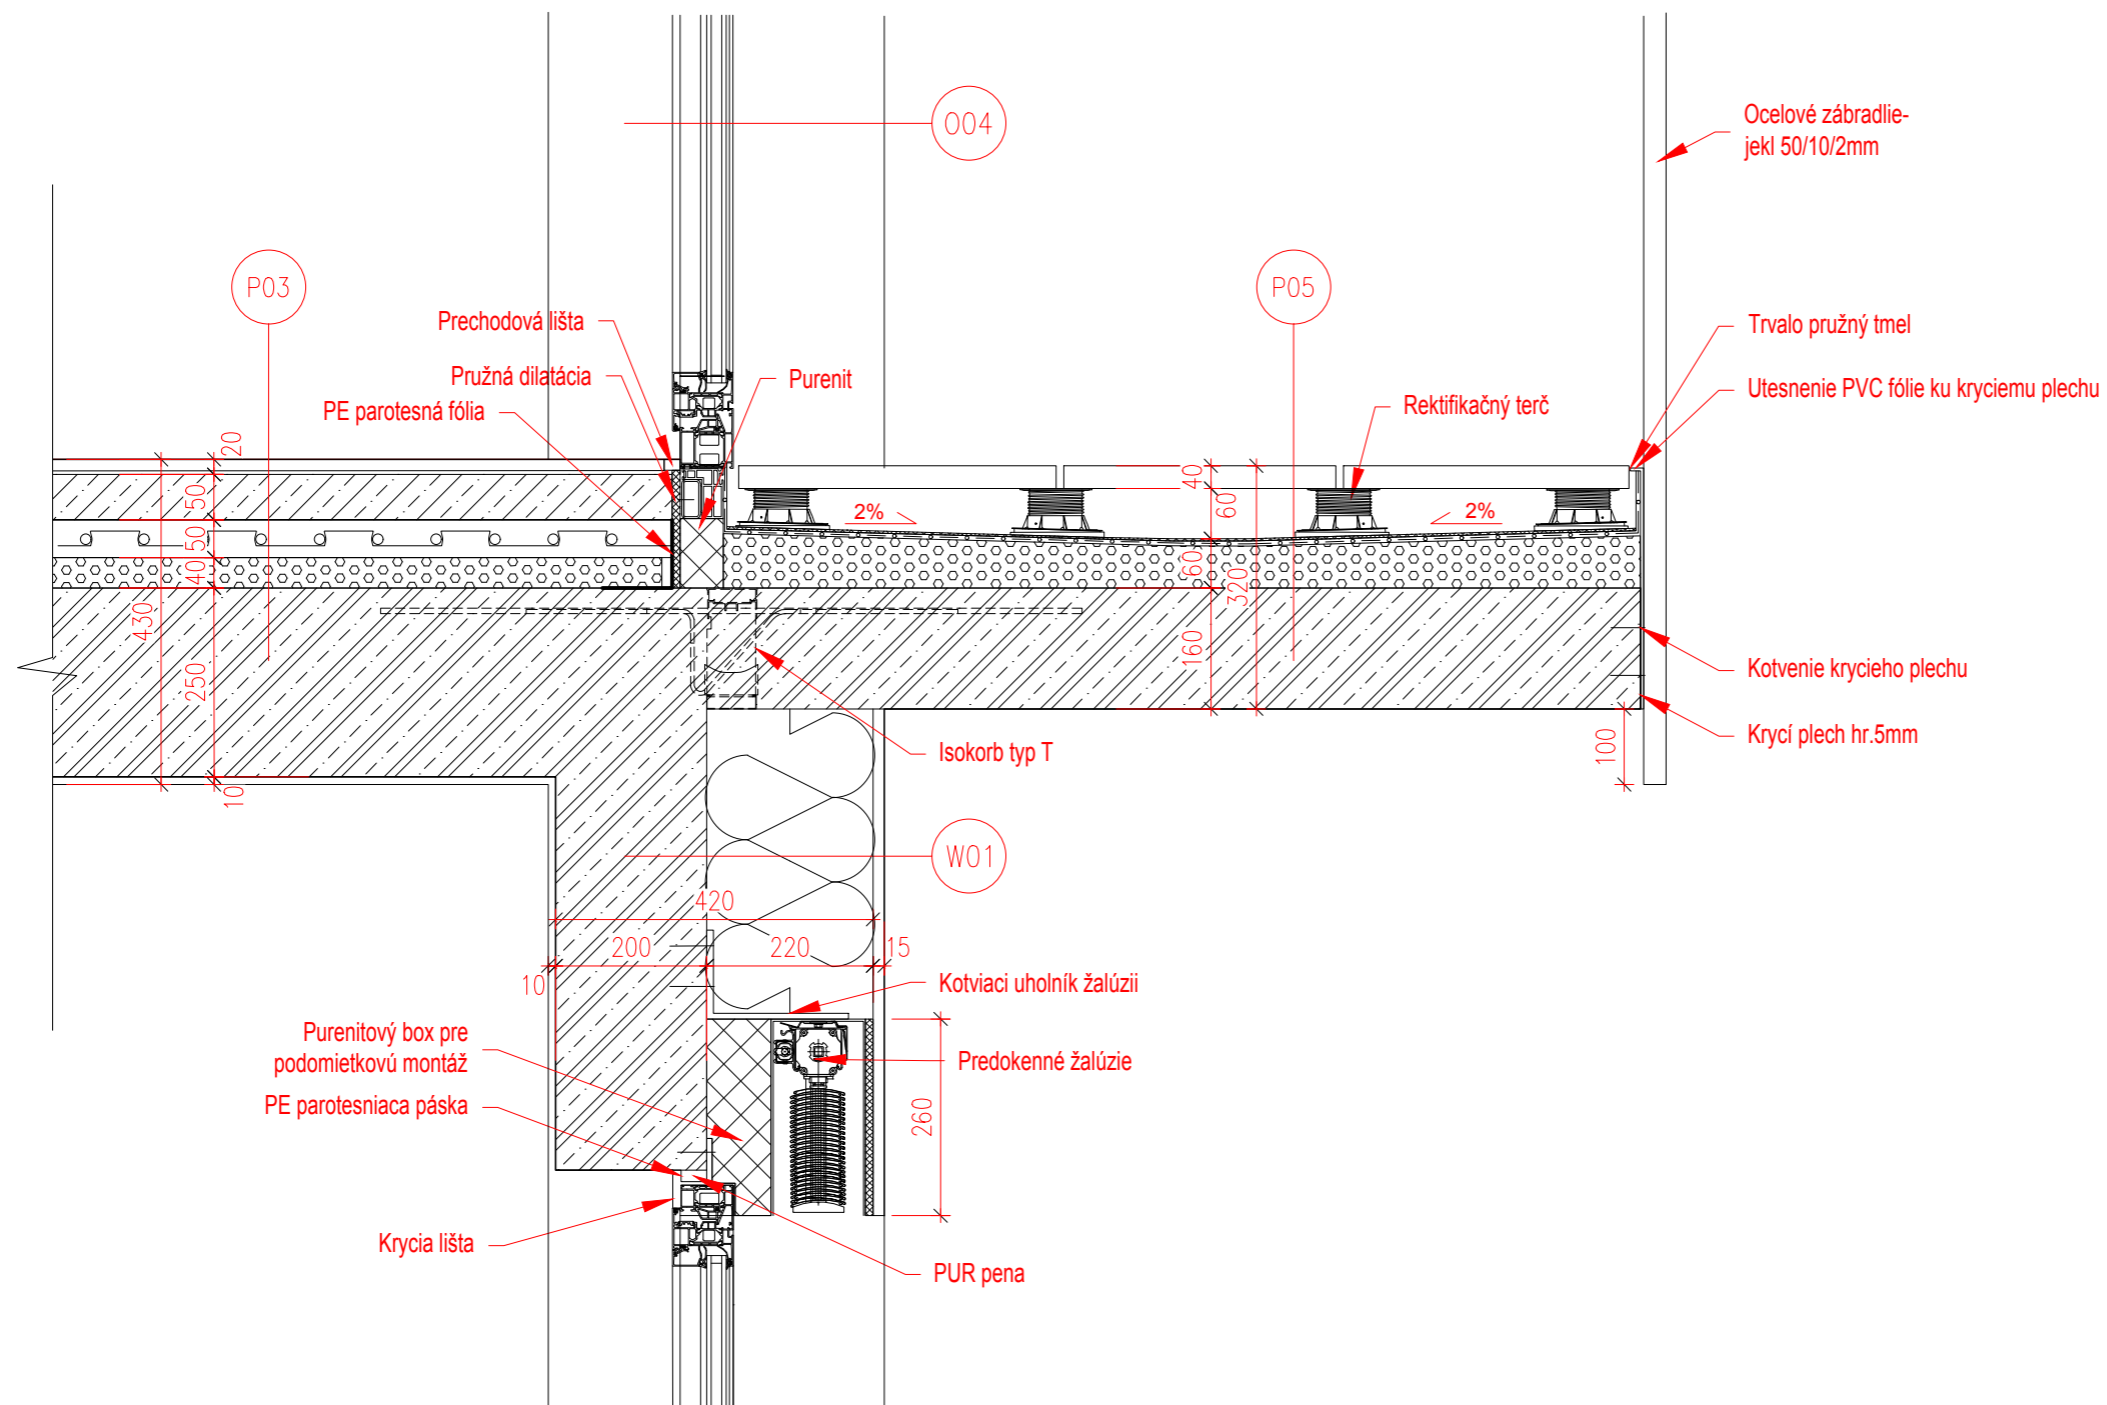 O04
Ocelové zábradlie-
jekl 50/10/2mm
P03
P05
Prechodová lišta
Trvalo pružný tmel
Pružná dilatácia
Purenit
Utesnenie PVC fólie ku kryciemu plechu
PE parotesná fólia
Rektifikačný terč
20
50
50
40
430
250
10
2%
2%
40
60
60
320
160
100
Kotvenie krycieho plechu
Krycí plech hr.5mm
Isokorb typ T
W01
420
200
220
15
10
Kotviaci uholník žalúzii
Purenitový box pre
podomietkovú montáž
Predokenné žalúzie
PE parotesniaca páska
260
Krycia lišta
PUR pena